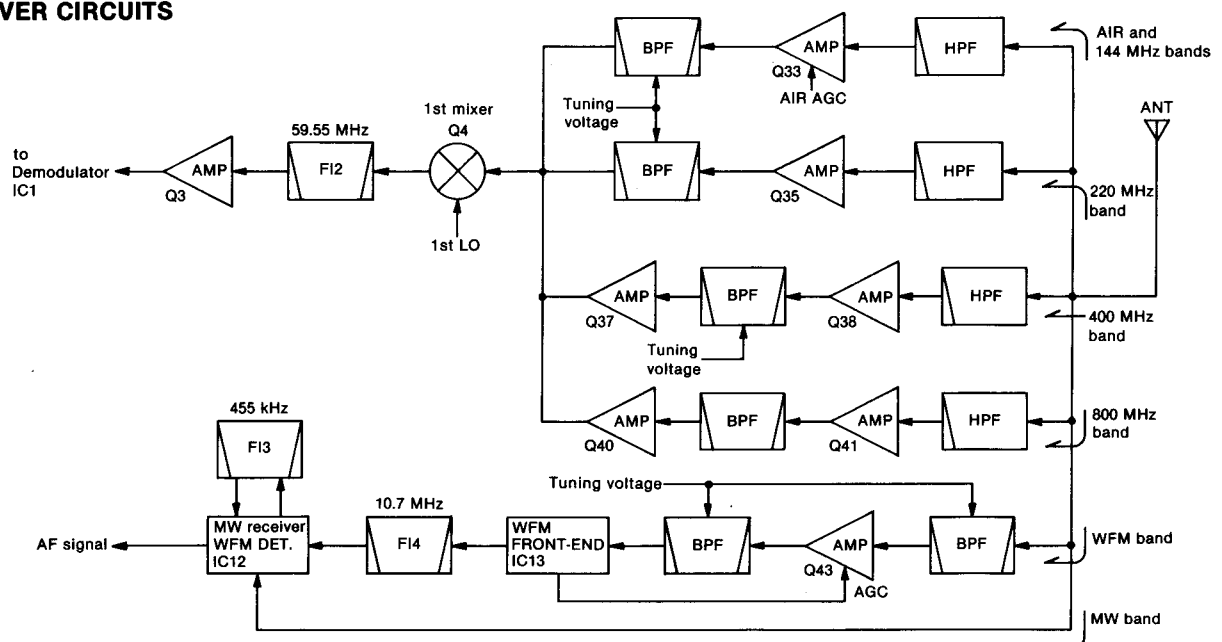 VER CIRCUITS
BPF
AMP
Q33
AIR AGC
HPF
AIR and
144 MHz bands
ANT
Tuning
voltage
1st mixer
Q4
59.55 MHz
to
Demodulator
IC1
AMP
Q3
FI2
1st LO
BPF
AMP
Q35
HPF
220 MHz
band
AMP
Q37
BPF
Tuning
voltage
AMP
Q38
HPF
400 MHz
band
AMP
Q40
BPF
AMP
Q41
HPF
800 MHz
band
455 kHz
FI3
Tuning voltage
10.7 MHz
AF signal
MW receiver
WFM DET.
IC12
FI4
WFM
FRONT-END
IC13
BPF
AMP
Q43
AGC
BPF
WFM band
MW band